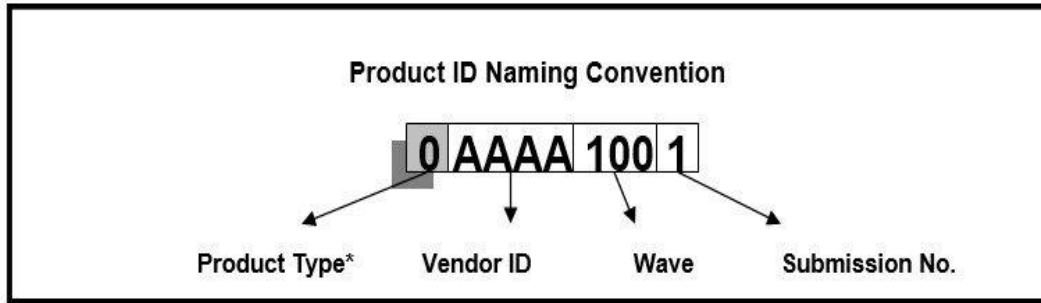 Product ID Naming Convention
0 AAAA 100 1
Product Type* Vendor ID Wave Submission No.